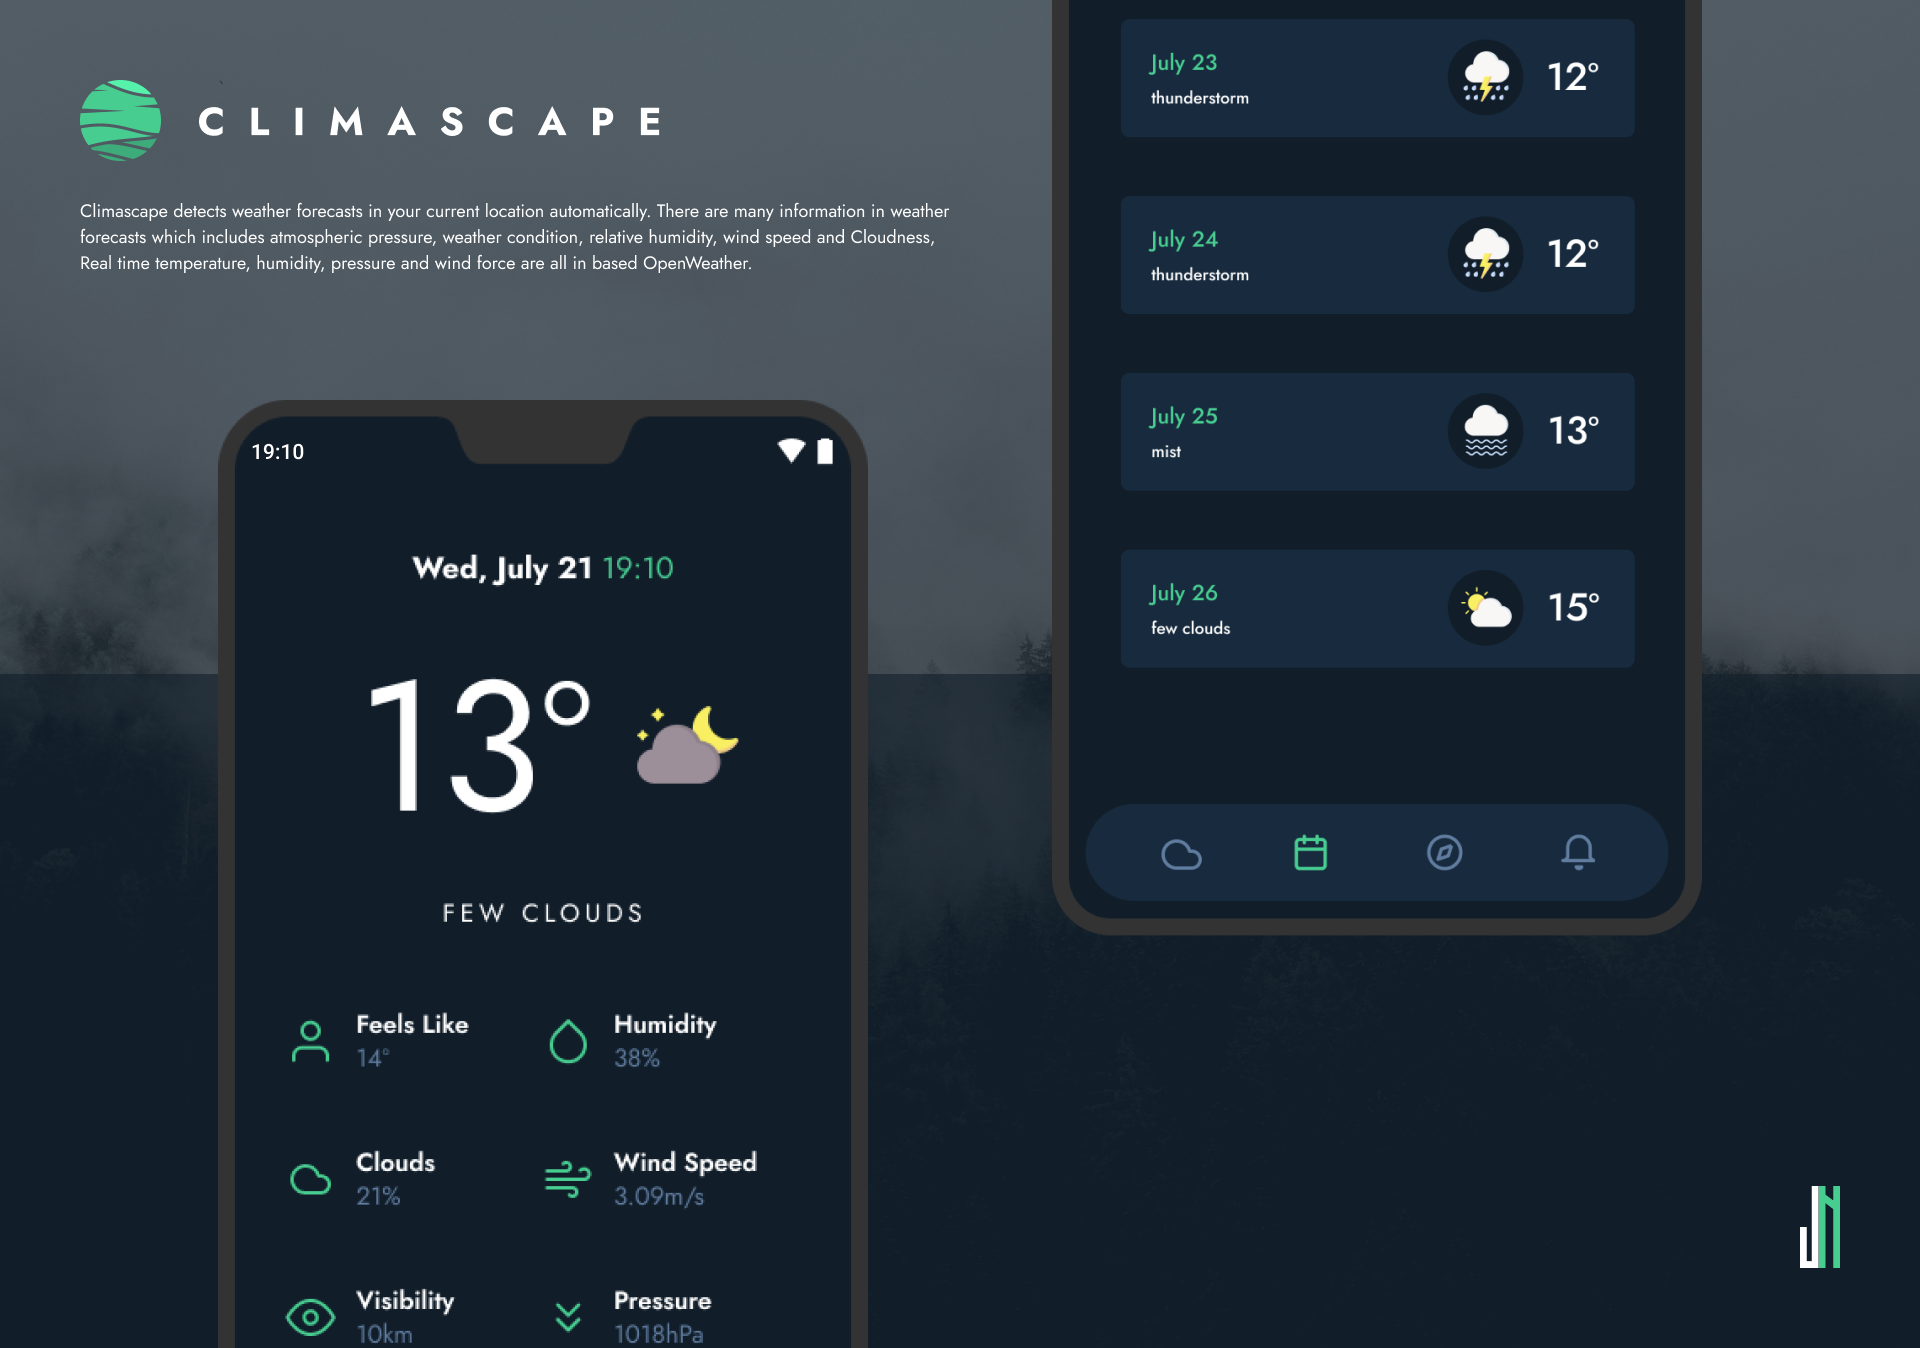 CLIMASCAPE
Climascape detects weather forecasts in your current location automatically. There are many information in weather
forecasts which includes atmospheric pressure, weather condition, relative humidity, wind speed and Cloudness,
Real time temperature, humidity, pressure and wind force are all in based OpenWeather.
19:10
Wed, July 21 19:10
13°
FEW CLOUDS
Feels Like
14°
Humidity
38%
Clouds
21%
Wind Speed
3.09m/s
Visibility
10km
Pressure
1018hPa
July 23
thunderstorm
12°
July 24
thunderstorm
12°
July 25
mist
13°
July 26
few clouds
15°
JN